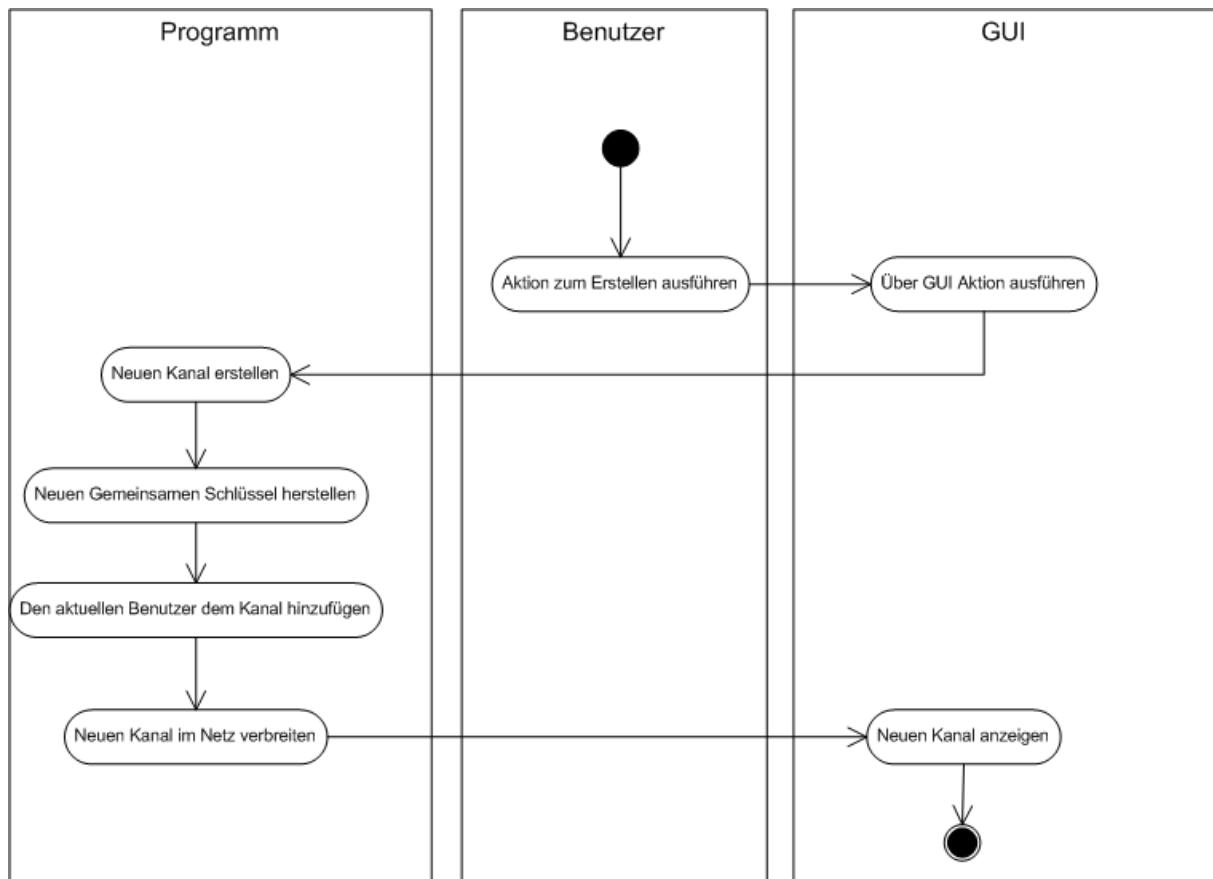 Programm
Benutzer
GUI
Aktion zum Erstellen ausführen
Über GUI Aktion ausführen
Neuen Kanal erstellen
Neuen Gemeinsamen Schlüssel herstellen
Den aktuellen Benutzer dem Kanal hinzufügen
Neuen Kanal im Netz verbreiten
Neuen Kanal anzeigen